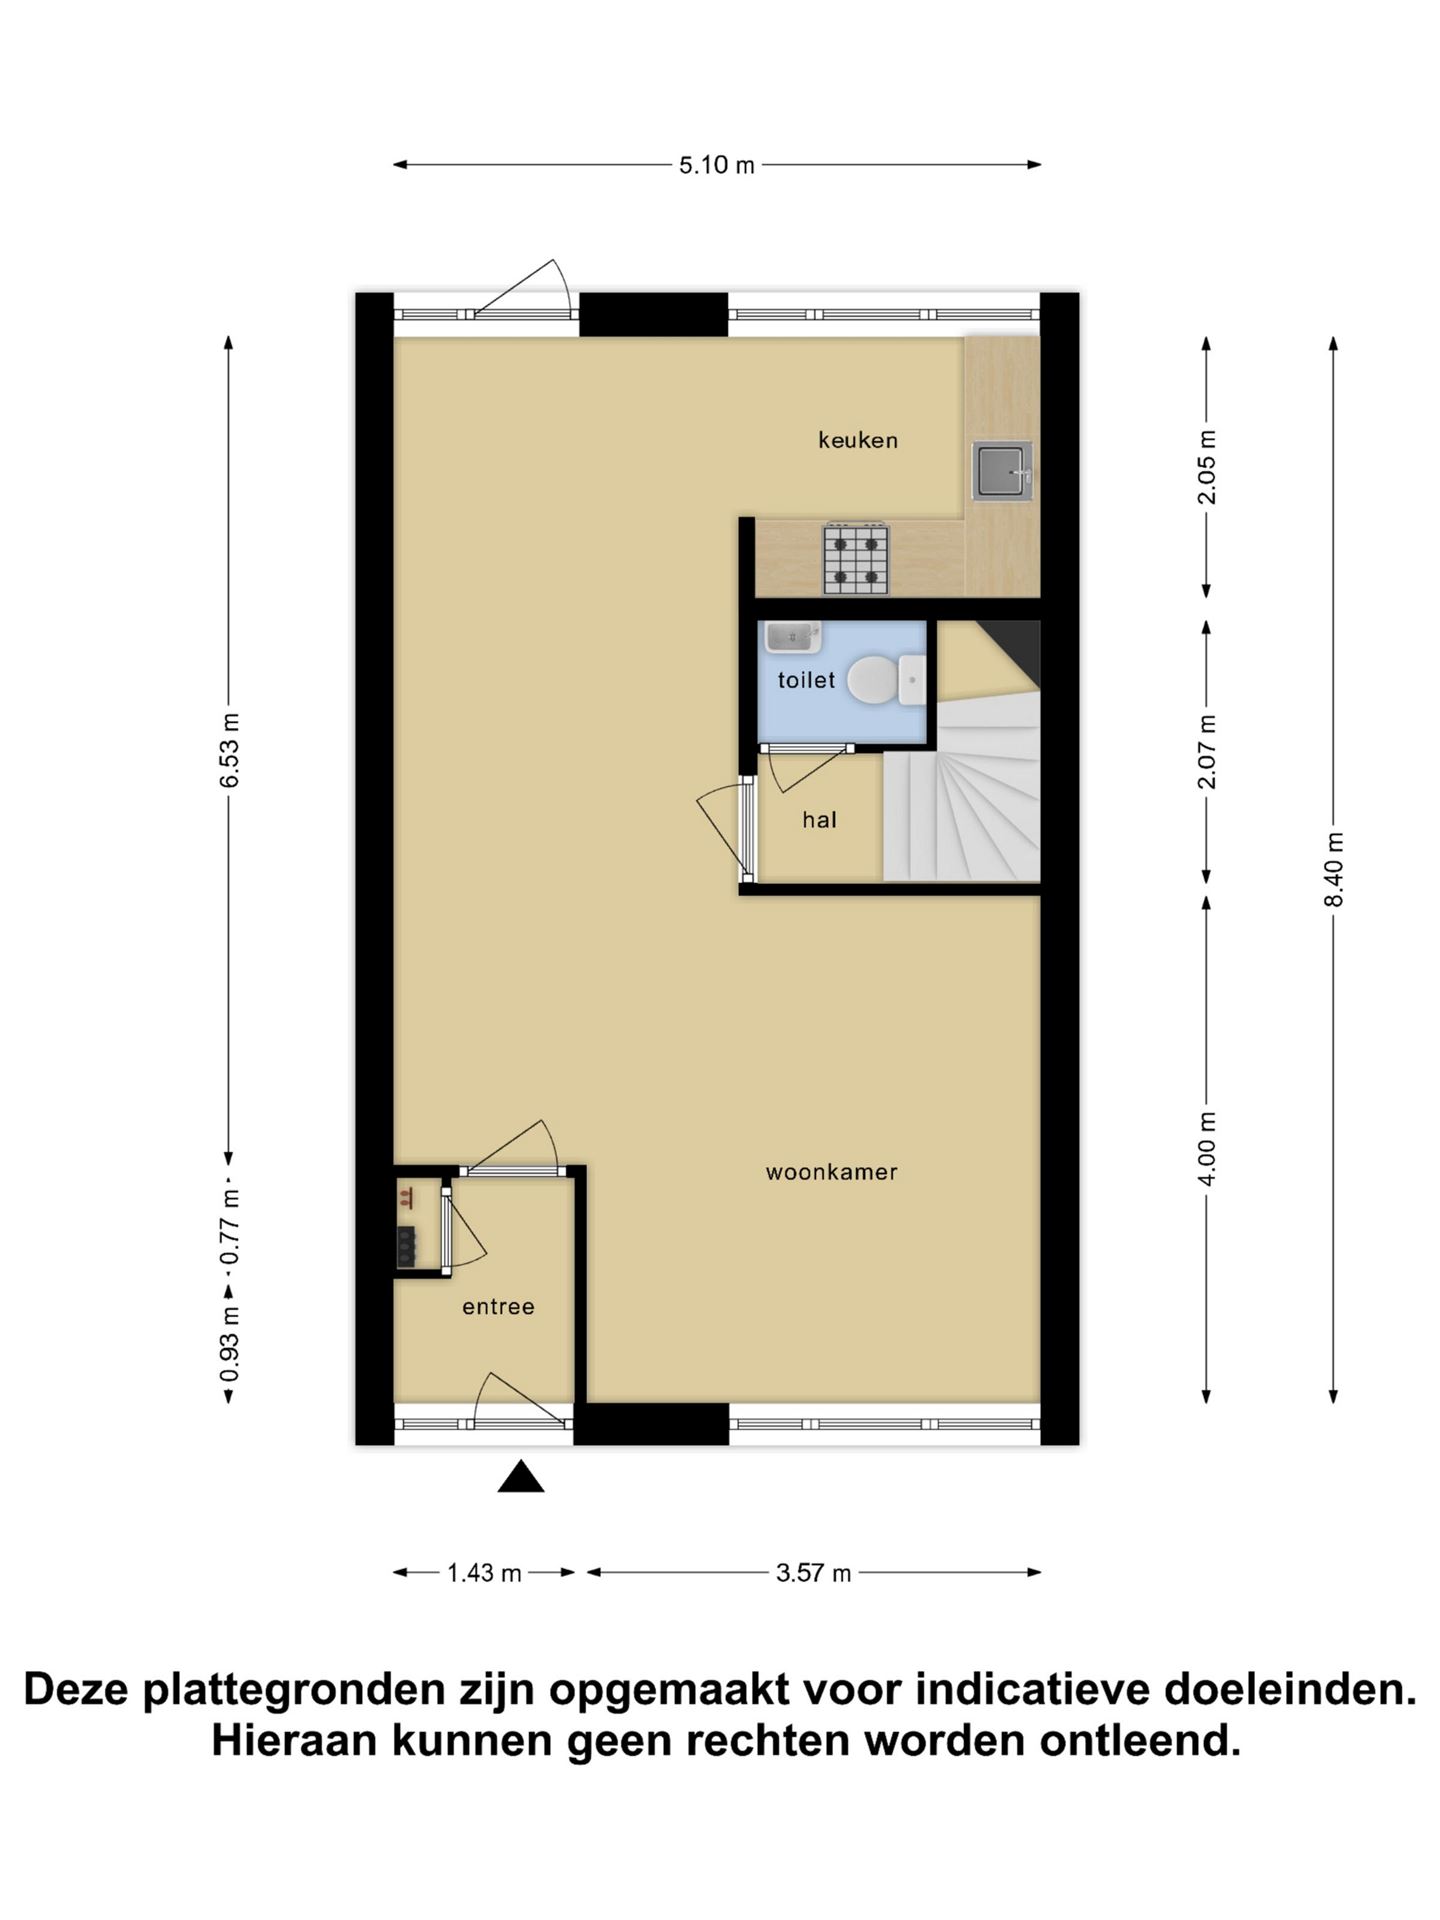 5.10 m
keuken
2.05 m
toilet
6.53 m
2.07 m
hal
8.40 m
4.00 m
woonkamer
0.77 m
entree
0.93 m
1.43 m
3.57 m
Deze plattegronden zijn opgemaakt voor indicatieve doeleinden.
Hieraan kunnen geen rechten worden ontleend.